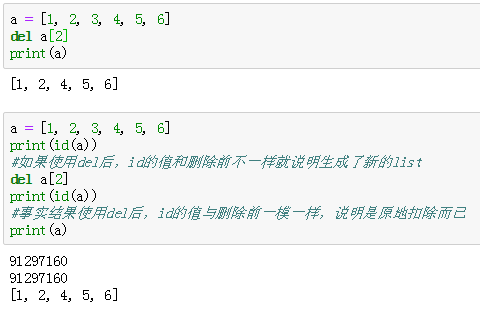 a = [1, 2, 3, 4, 5, 6]
del a[2]
print(a)
[1, 2, 4, 5, 6]
a = [1, 2, 3, 4, 5, 6]
print(id(a))
#如果使用del后，id的值和删除前不一样就说明生成了新的list
del a[2]
print(id(a))
#事实结果使用del后，id的值与删除前一模一样，说明是原地扣除而已
print(a)
91297160
91297160
[1, 2, 4, 5, 6]